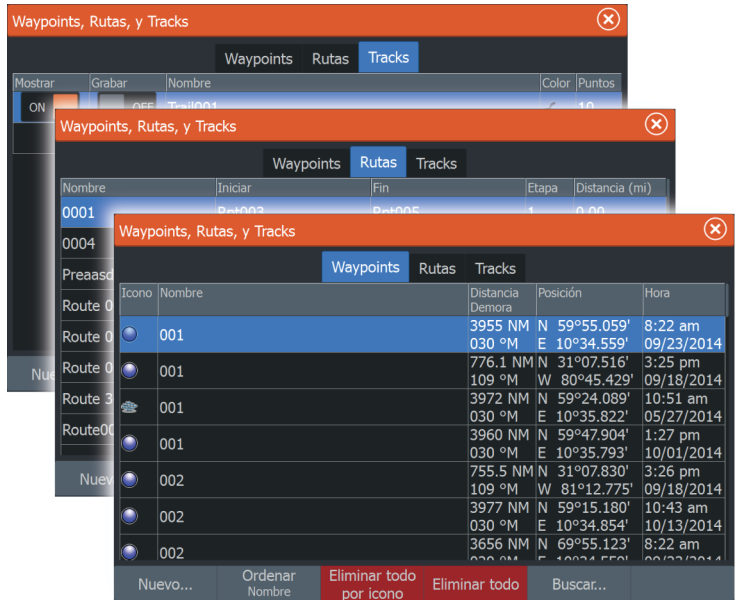 Waypoints, Rutas, y Tracks
Waypoints Rutas Tracks
Mostrar Grabar Nombre Color Puntos
ON OFF Trail001 10
Waypoints, Rutas, y Tracks
Waypoints Rutas Tracks
Nombre Iniciar Fin Etapa Distancia (mi)
0001 Rpt003 Rpt005 1 0.00
0004
Preaasd
Route 0
Route 0
Route 0
Route 3
Route00
Nuev
Nue
Waypoints, Rutas, y Tracks
Waypoints Rutas Tracks
Icono Nombre Distancia Posición Hora
Demora
3955 NM N 59°55.059' 8:22 am
001
030 °M E 10°34.559' 09/23/2014
776.1 NM N 31°07.516' 3:25 pm
001
109 °M W 80°45.429' 09/18/2014
3972 NM N 59°24.089' 10:51 am
001
030 °M E 10°35.822' 05/27/2014
3960 NM N 59°47.904' 1:27 pm
001
030 °M E 10°35.793' 10/01/2014
755.5 NM N 31°07.830' 3:26 pm
002
109 °M W 81°12.775' 09/18/2014
3977 NM N 59°15.180' 10:43 am
002
030 °M E 10°34.854' 10/13/2014
3656 NM N 69°55.123' 8:22 am
002
Nuevo... Ordenar Eliminar todo Eliminar todo Buscar...
Nombre por icono